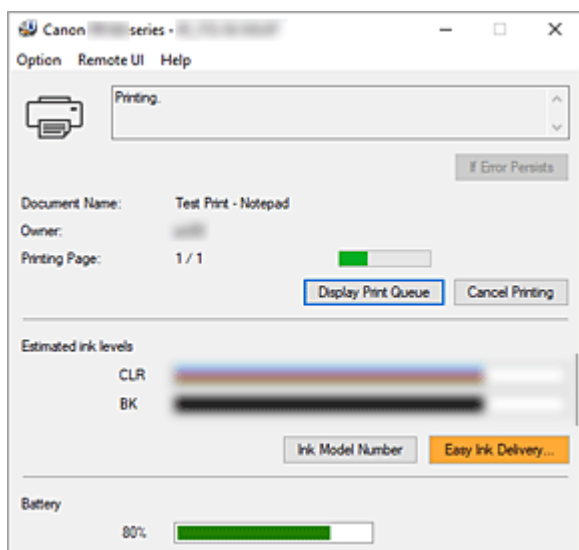 Canon series -
Option Remote UI Help
Printing.
If Error Persists
Document Name: Test Print - Notepad
Owner:
Printing Page: 1 / 1
Display Print Queue Cancel Printing
Estimated ink levels
CLR
BK
Ink Model Number Easy Ink Delivery...
Battery
80%